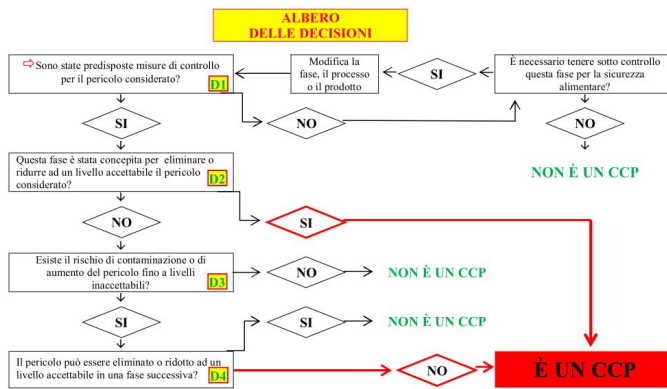 ALBERO
DELLE DECISIONI
⇨Sono state predisposte misure di controllo
per il pericolo considerato?
D1
Modifica la
fase, il processo
o il prodotto
SI
È necessario tenere sotto controllo
questa fase per la sicurezza
alimentare?
SI
NO
NO
NON È UN CCP
Questa fase è stata concepita per eliminare o
ridurre ad un livello accettabile il pericolo
considerato?
D2
NO
SI
Esiste il rischio di contaminazione o di
aumento del pericolo fino a livelli
inaccettabili?
D3
NO
NON È UN CCP
SI
SI
NON È UN CCP
Il pericolo può essere eliminato o ridotto ad un
livello accettabile in una fase successiva?
D4
NO
È UN CCP